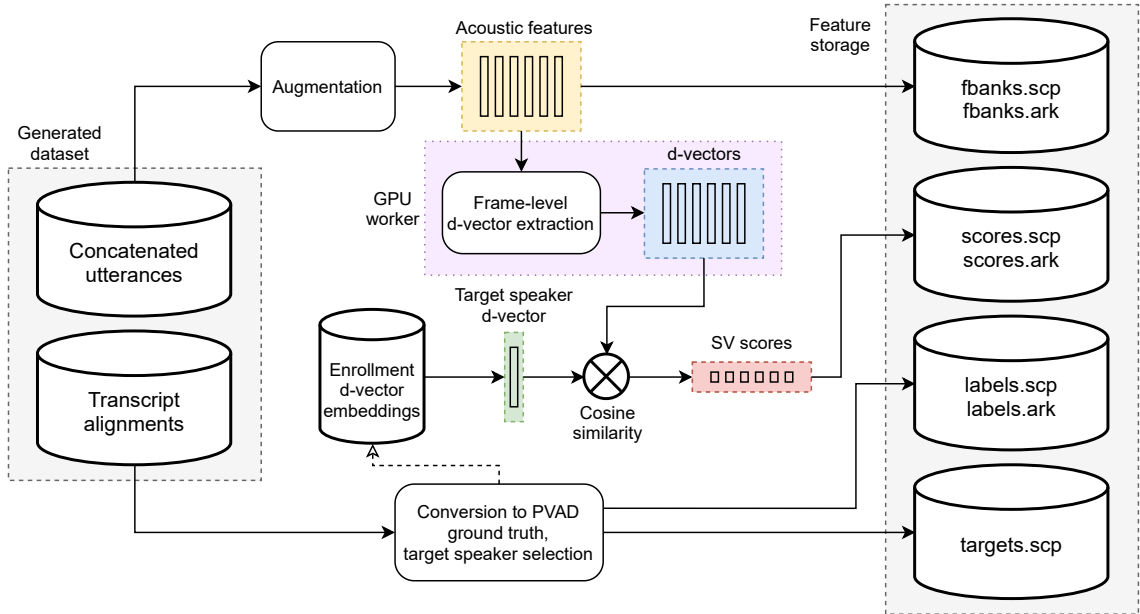 Acoustic features
Feature
storage
Augmentation
fbanks.scp
fbanks.ark
Generated
dataset
d-vectors
GPU
worker
Frame-level
d-vector extraction
Concatenated
utterances
scores.scp
scores.ark
Target speaker
d-vector
SV scores
Enrollment
d-vector
embeddings
Transcript
alignments
Cosine
similarity
labels.scp
labels.ark
Conversion to PVAD
ground truth,
target speaker selection
targets.scp